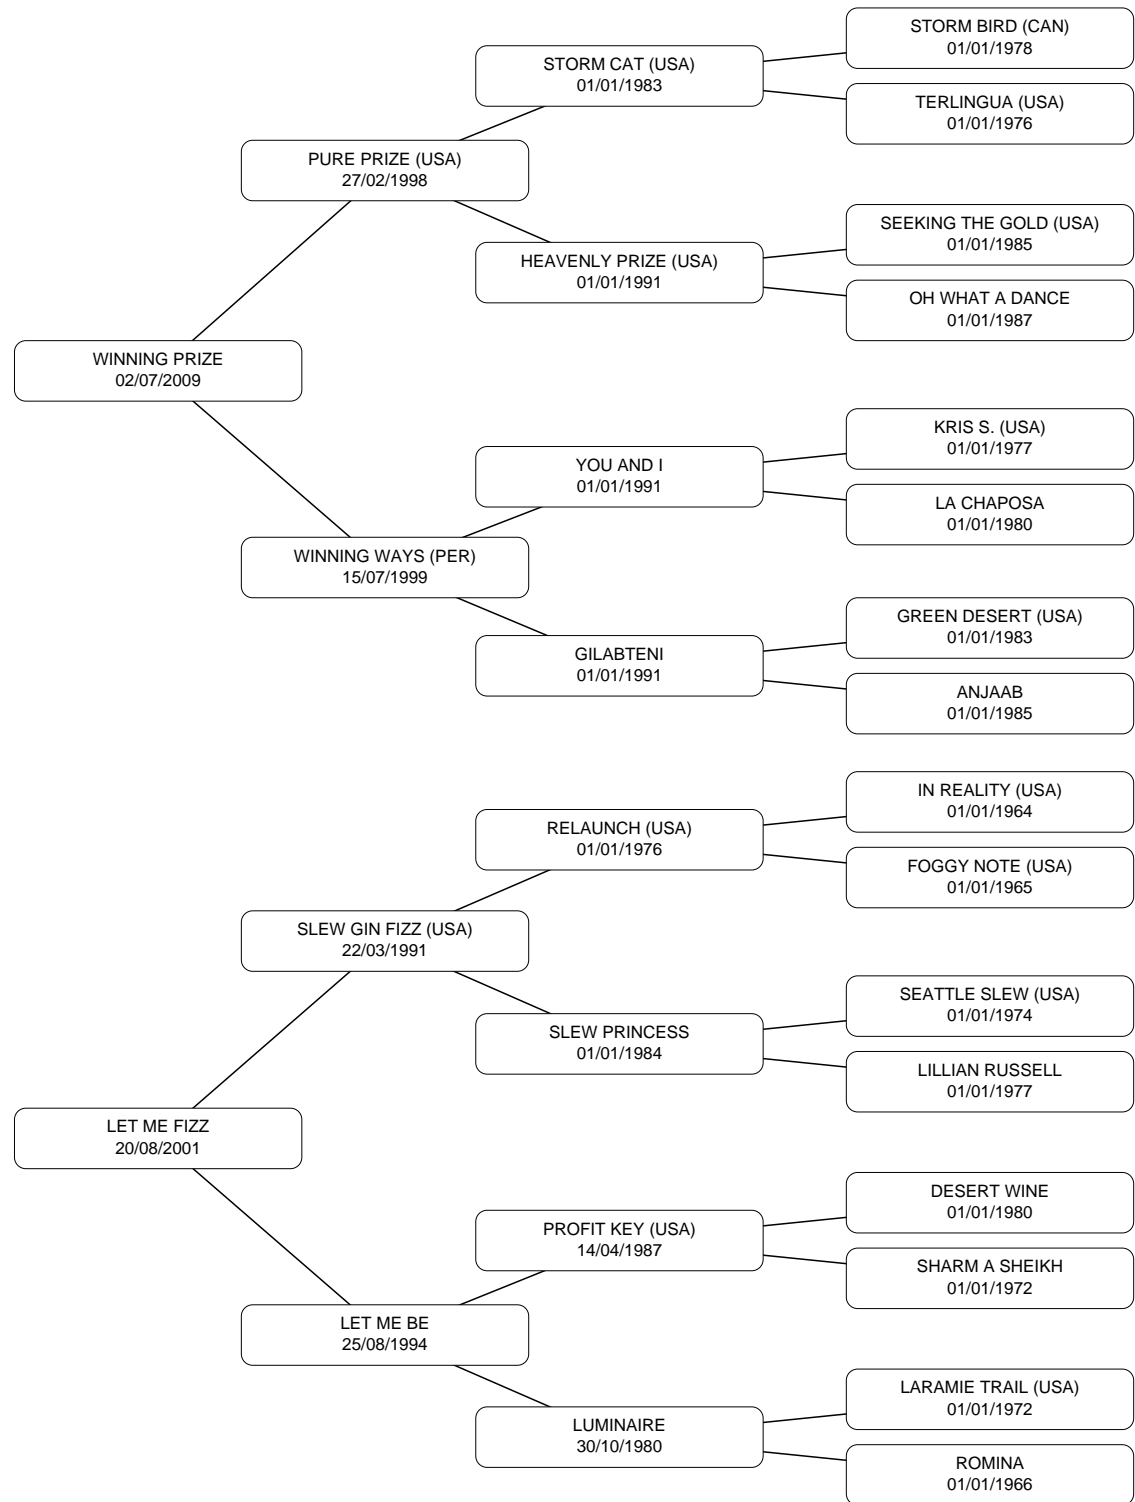 STORM BIRD (CAN)
01/01/1978
STORM CAT (USA)
01/01/1983
TERLINGUA (USA)
01/01/1976
PURE PRIZE (USA)
27/02/1998
SEEKING THE GOLD (USA)
01/01/1985
HEAVENLY PRIZE (USA)
01/01/1991
OH WHAT A DANCE
01/01/1987
WINNING PRIZE
02/07/2009
KRIS S. (USA)
01/01/1977
YOU AND I
01/01/1991
LA CHAPOSA
01/01/1980
WINNING WAYS (PER)
15/07/1999
GREEN DESERT (USA)
01/01/1983
GILABTENI
01/01/1991
ANJAAB
01/01/1985
IN REALITY (USA)
01/01/1964
RELAUNCH (USA)
01/01/1976
FOGGY NOTE (USA)
01/01/1965
SLEW GIN FIZZ (USA)
22/03/1991
SEATTLE SLEW (USA)
01/01/1974
SLEW PRINCESS
01/01/1984
LILLIAN RUSSELL
01/01/1977
LET ME FIZZ
20/08/2001
DESERT WINE
01/01/1980
PROFIT KEY (USA)
14/04/1987
SHARM A SHEIKH
01/01/1972
LET ME BE
25/08/1994
LARAMIE TRAIL (USA)
01/01/1972
LUMINAIRE
30/10/1980
ROMINA
01/01/1966